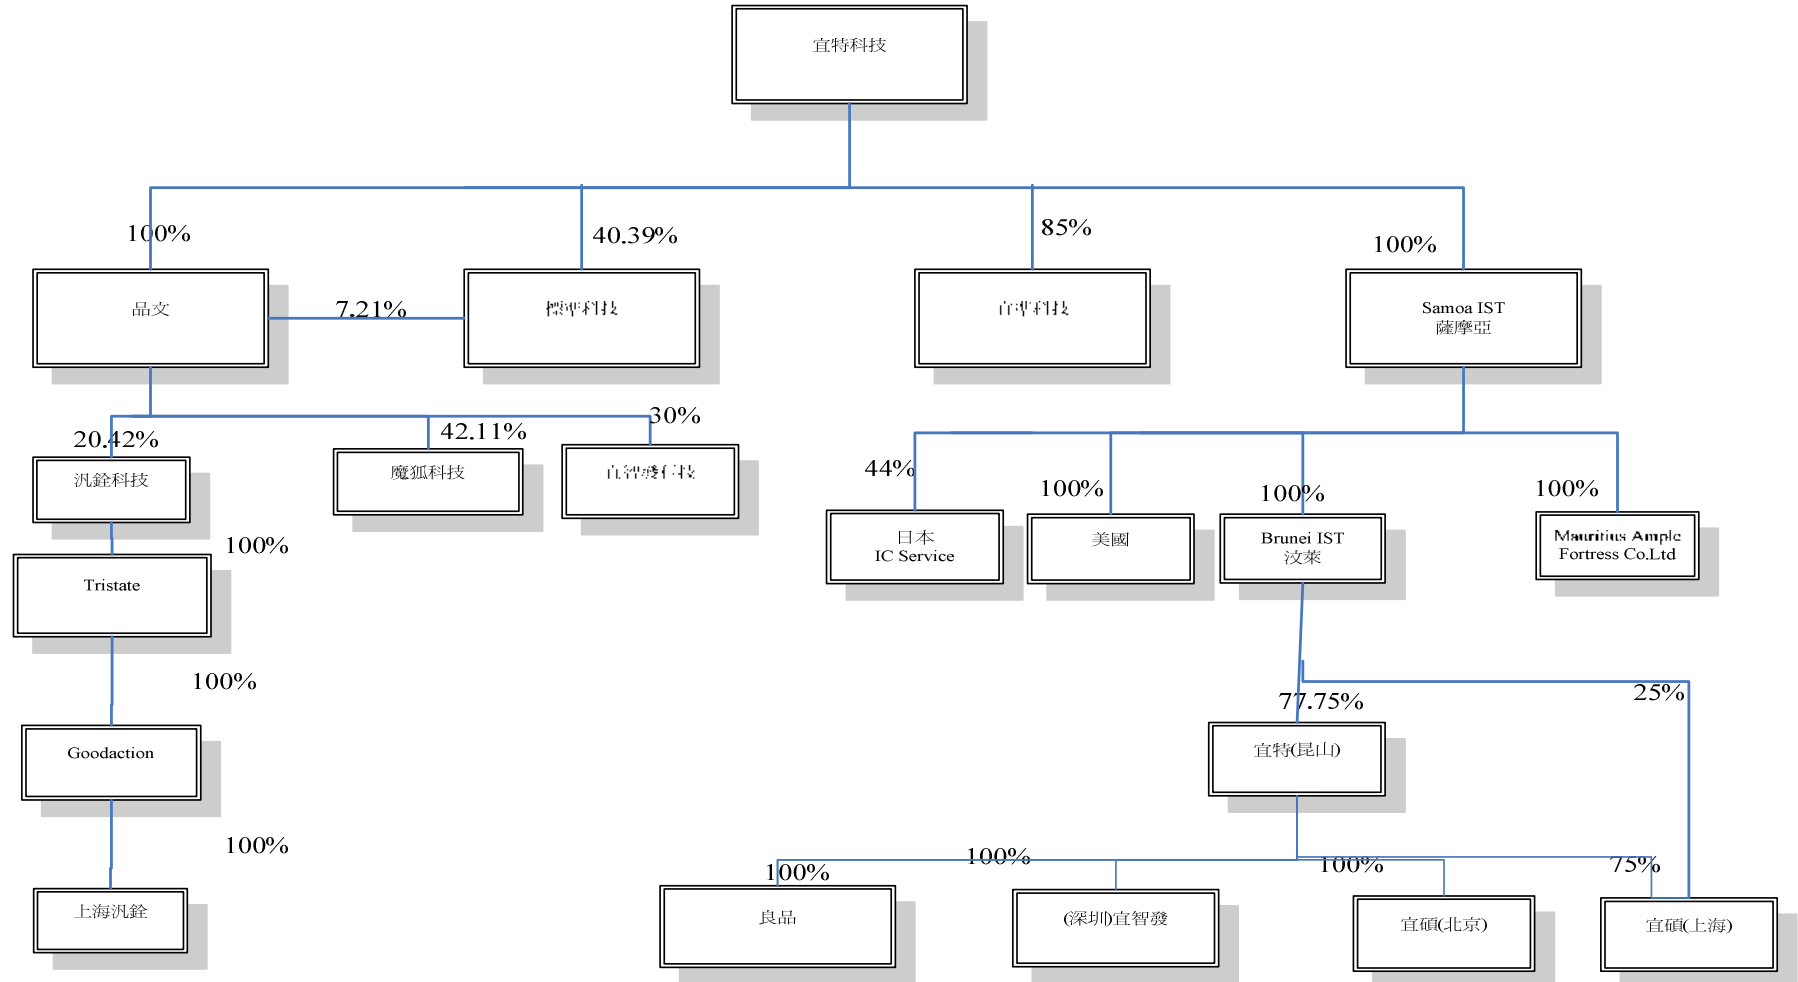 宜特科技
100%
40.39%
85%
100%
品文
7.21%
標準科技
宜準科技
Samoa IST
薩摩亞
20.42%
42.11%
30%
汎銓科技
魔狐科技
宜智發科技
44%
100%
100%
100%
日本
IC Service
美國
Brunei IST
汶萊
Mauritius Ample
Fortress Co.Ltd
100%
Tristate
100%
77.75%
25%
Goodaction
宜特(昆山)
100%
100%
100%
100%
75%
上海汎銓
良品
(深圳)宜智發
宜碩(北京)
宜碩(上海)